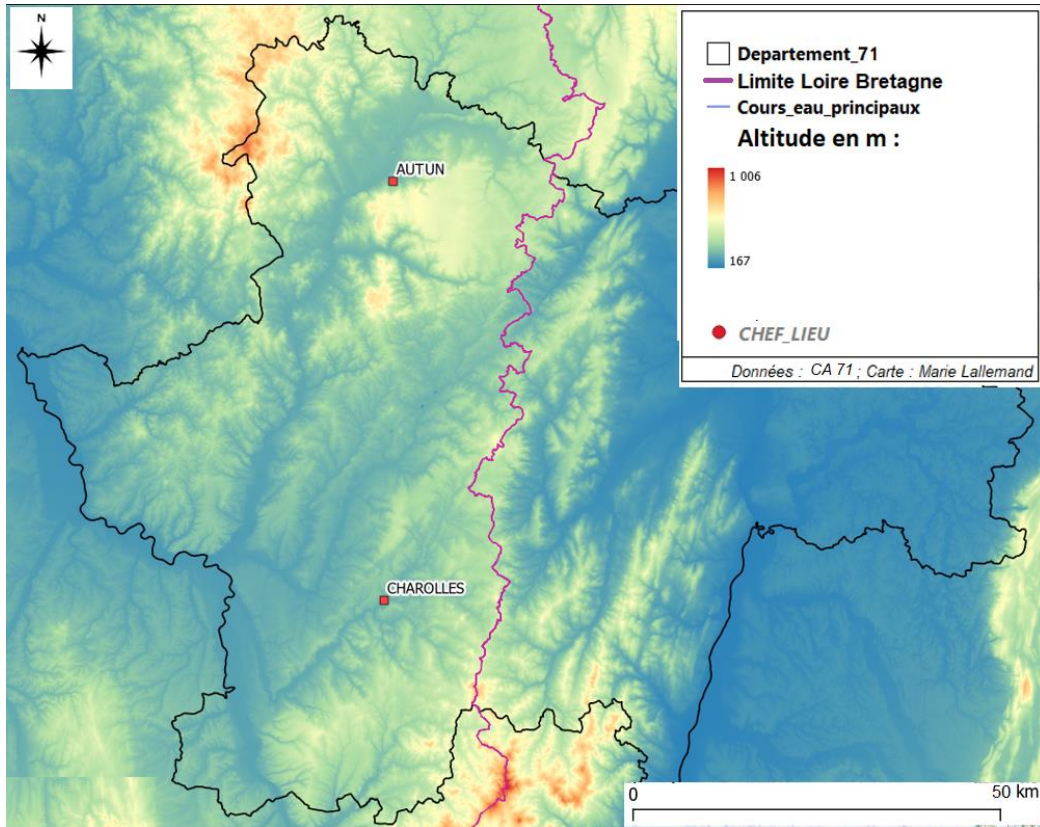 N
Departement_71
Limite Loire Bretagne
Cours_eau_principaux
Altitude en m :
1 006
167
CHEF_LIEU
Données : CA 71 ; Carte : Marie Lallemand
AUTUN
CHAROLLES
0 50 km